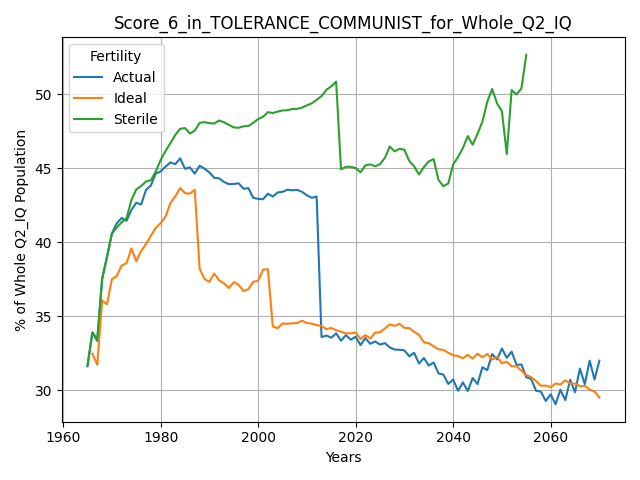 Score_6_in_TOLERANCE_COMMUNIST_for_Whole_Q2_IQ
Fertility
Actual
Ideal
Sterile
% of Whole Q2_IQ Population
50
45
40
35
30
1960
1980
2000
2020
2040
2060
Years